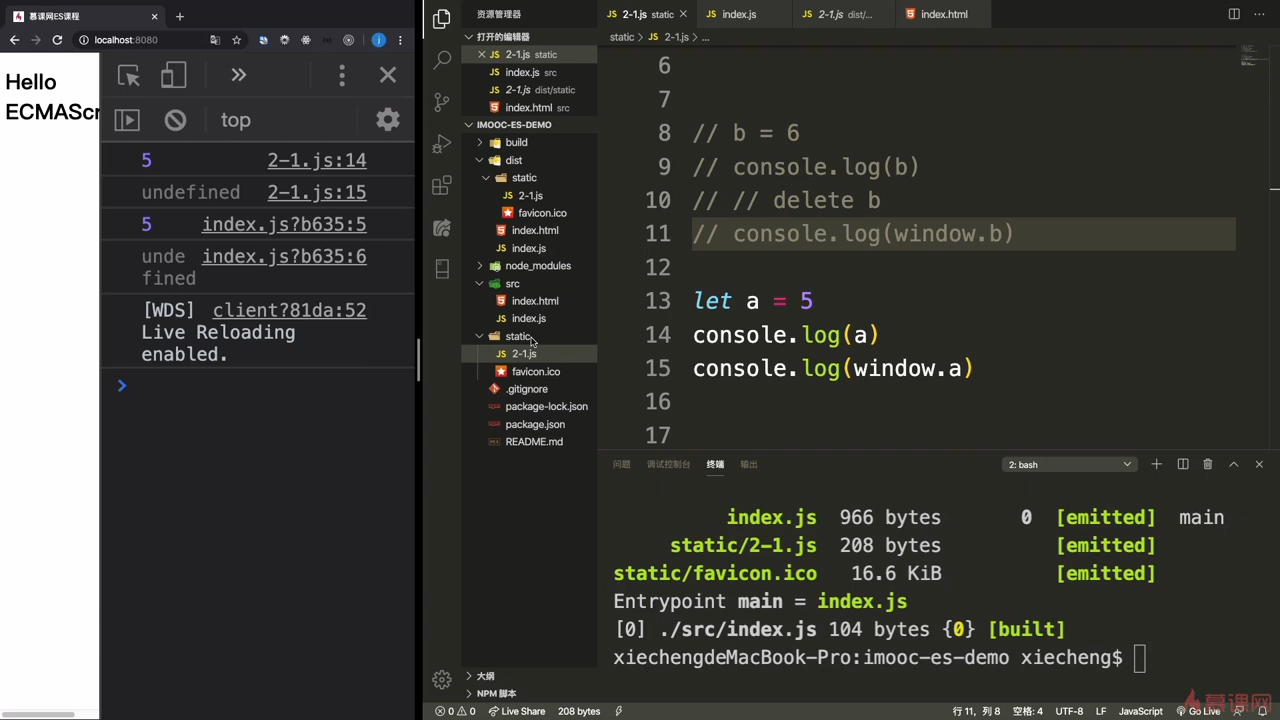 慕课网ES课程
localhost:8080
Hello
ECMAScr
top
5 2-1.js:14
undefined 2-1.js:15
5 index.js?b635:5
unde index.js?b635:6
fined
[WDS] client?81da:52
Live Reloading
enabled.
资源管理器
打开的编辑器
2-1.js static
index.js src
2-1.js dist/static
index.html src
IMOOC-ES-DEMO
build
dist
static
2-1.js
favicon.ico
index.html
index.js
node_modules
src
index.html
index.js
static
2-1.js
favicon.ico
.gitignore
package-lock.json
package.json
README.md
大纲
NPM 脚本
2-1.js static
index.js
2-1.js dist/...
index.html
static > 2-1.js > ...
6
7
8 // b = 6
9 // console.log(b)
10 // // delete b
11 // console.log(window.b)
12
13 let a = 5
14 console.log(a)
15 console.log(window.a)
16
17
问题 调试控制台 终端 输出 2: bash
index.js 966 bytes 0 [emitted] main
static/2-1.js 208 bytes [emitted]
static/favicon.ico 16.6 KiB [emitted]
Entrypoint main = index.js
[0] ./src/index.js 104 bytes {0} [built]
xiechengdeMacBook-Pro:imooc-es-demo xiecheng$
0 0 Live Share 208 bytes 行 11，列 8 空格: 4 UTF-8 LF JavaScript Go Live
慕课网